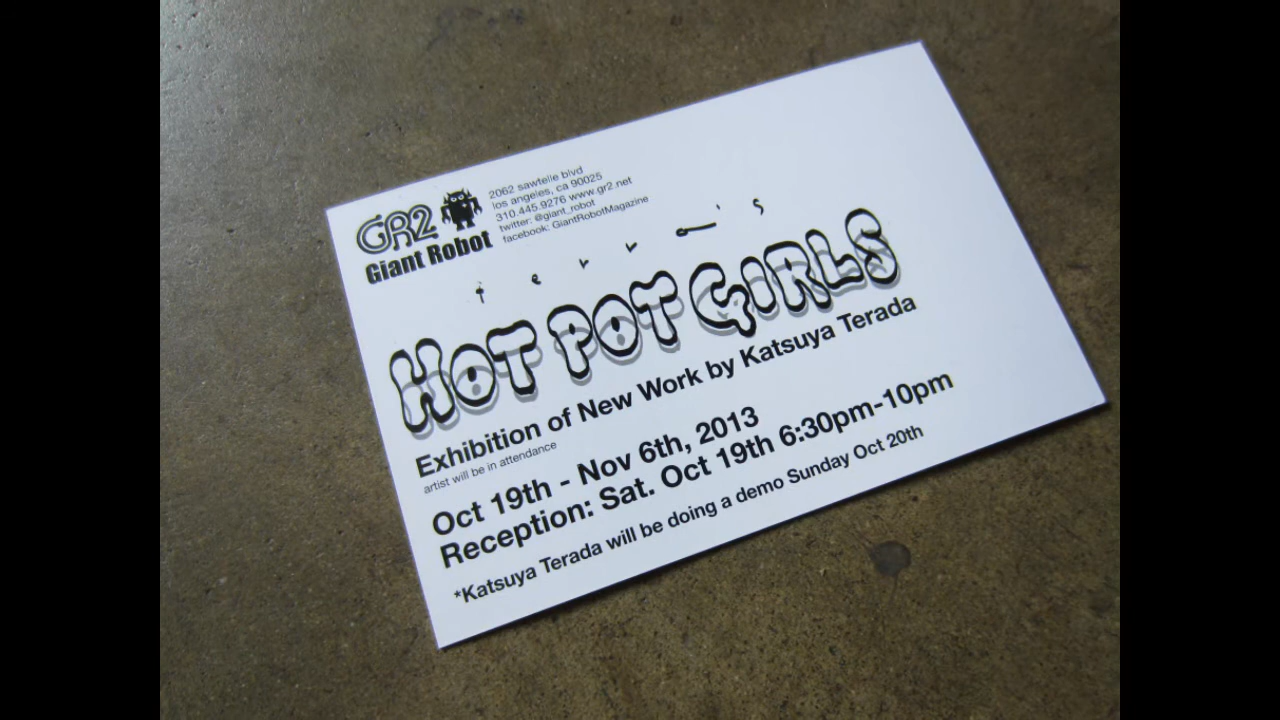 GR2
Giant Robot
2062 sawtelle blvd
los angeles, ca 90025
310.445.9276 www.gr2.net
twitter: @giant_robot
facebook: GiantRobotMagazine
terra's
HOT POT GIRLS
Exhibition of New Work by Katsuya Terada
artist will be in attendance
Oct 19th - Nov 6th, 2013
Reception: Sat. Oct 19th 6:30pm-10pm
*Katsuya Terada will be doing a demo Sunday Oct 20th